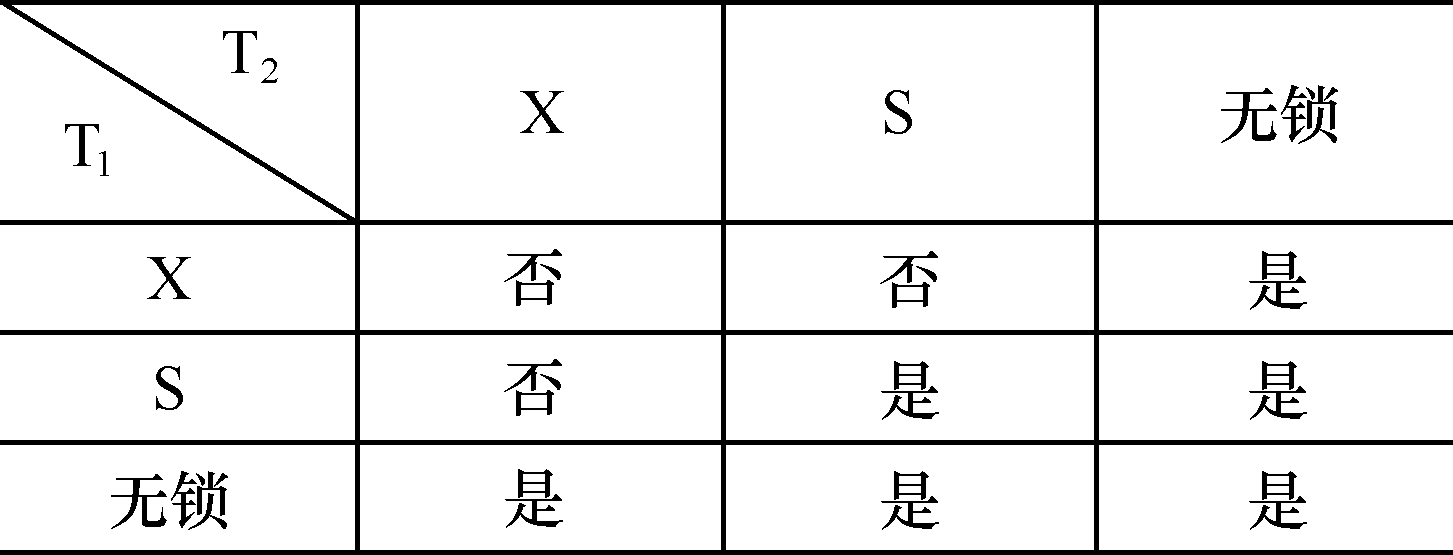 T₂
T₁
X S 无锁
X 否 否 是
S 否 是 是
无锁 是 是 是